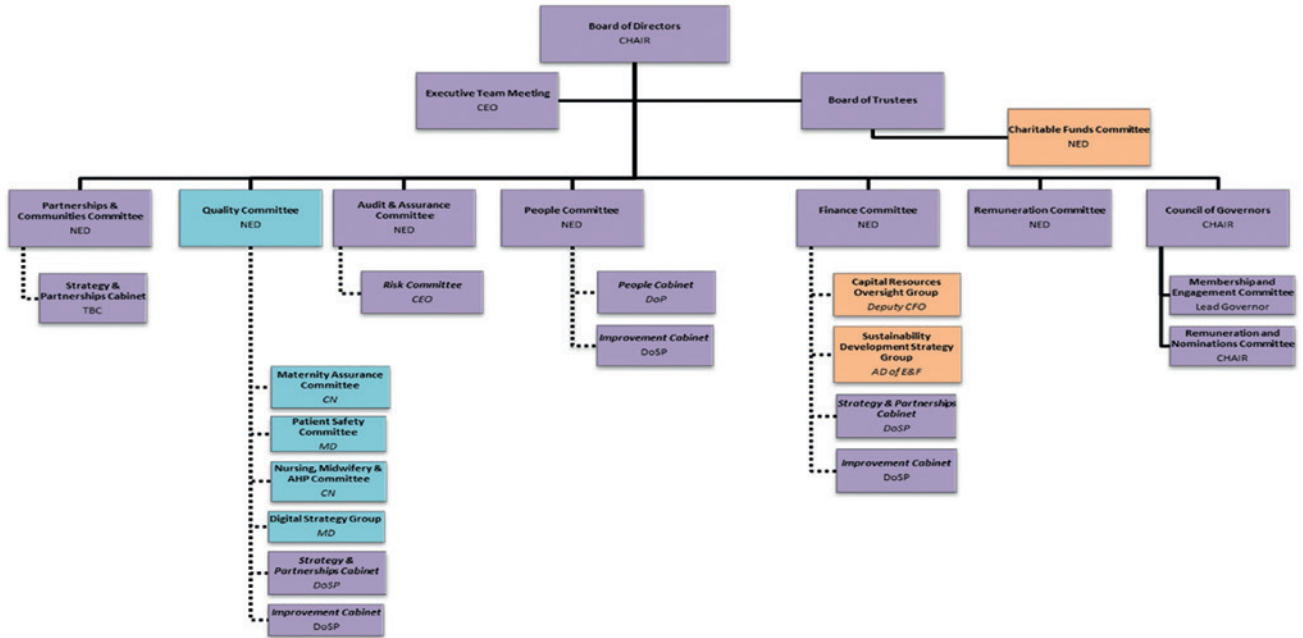 Board of Directors
CHAIR
Executive Team Meeting
CEO
Board of Trustees
Charitable Funds Committee
NED
Partnerships &
Communities Committee
NED
Quality Committee
NED
Audit & Assurance
Committee
NED
People Committee
NED
Finance Committee
NED
Remuneration Committee
NED
Council of Governors
CHAIR
Strategy &
Partnerships Cabinet
TBC
Maternity Assurance
Committee
CN
Patient Safety
Committee
MD
Nursing, Midwifery &
AHP Committee
CN
Digital Strategy Group
MD
Strategy &
Partnerships Cabinet
DoSP
Improvement Cabinet
DoSP
Risk Committee
CEO
People Cabinet
DoP
Improvement Cabinet
DoSP
Capital Resources
Oversight Group
Deputy CFO
Sustainability
Development Strategy
Group
AD of E&F
Strategy & Partnerships
Cabinet
DoSP
Improvement Cabinet
DoSP
Membership and
Engagement Committee
Lead Governor
Remuneration and
Nominations Committee
CHAIR